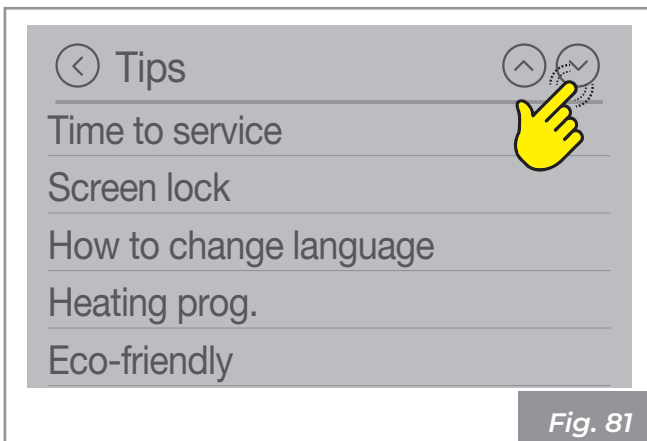 Tips
Time to service
Screen lock
How to change language
Heating prog.
Eco-friendly
Fig. 81